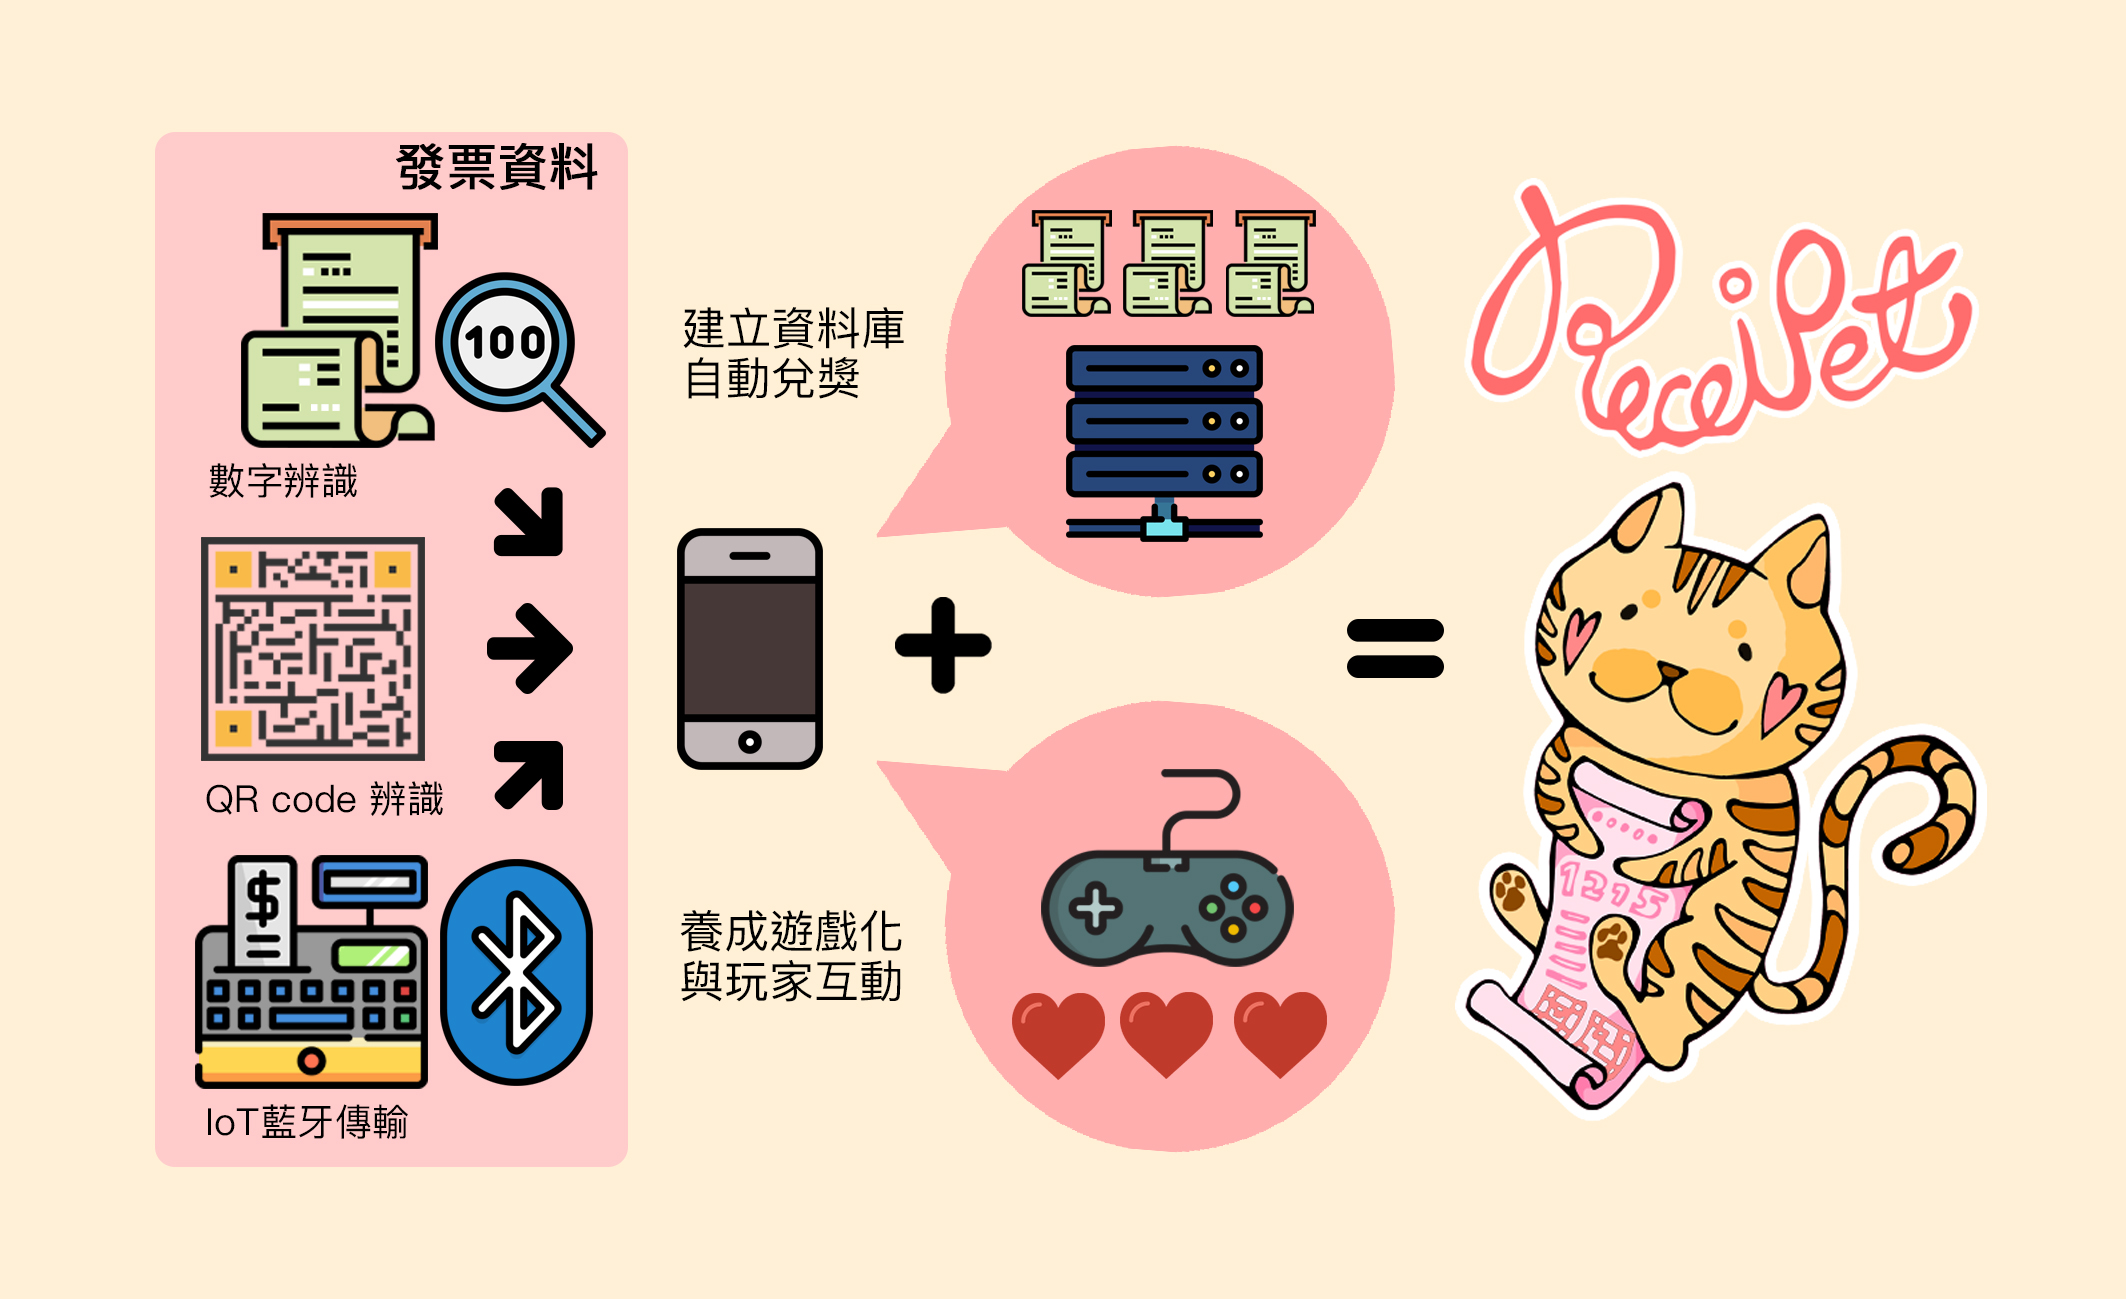 發票資料
100
數字辨識
QR code 辨識
$
IoT藍牙傳輸
建立資料庫
自動兌獎
養成遊戲化
與玩家互動
ReceiPet
1215